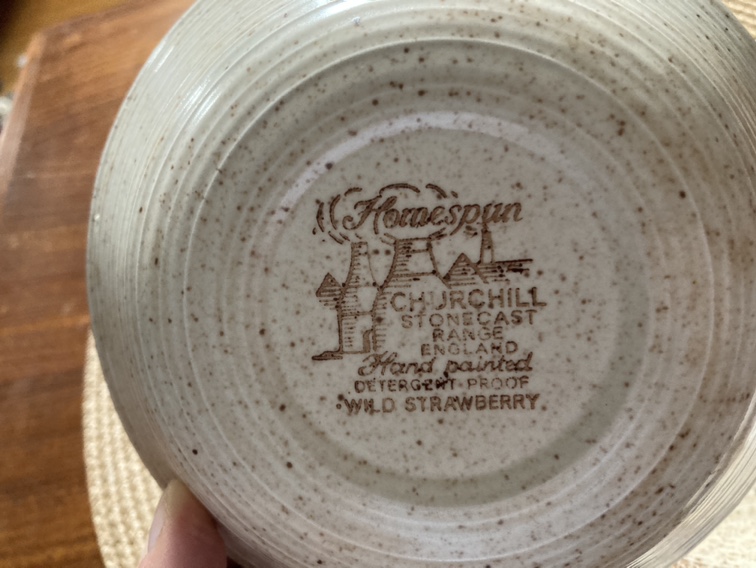 Homespun
CHURCHILL
STONECAST
RANGE
ENGLAND
Hand painted
DETERGENT-PROOF
WILD STRAWBERRY